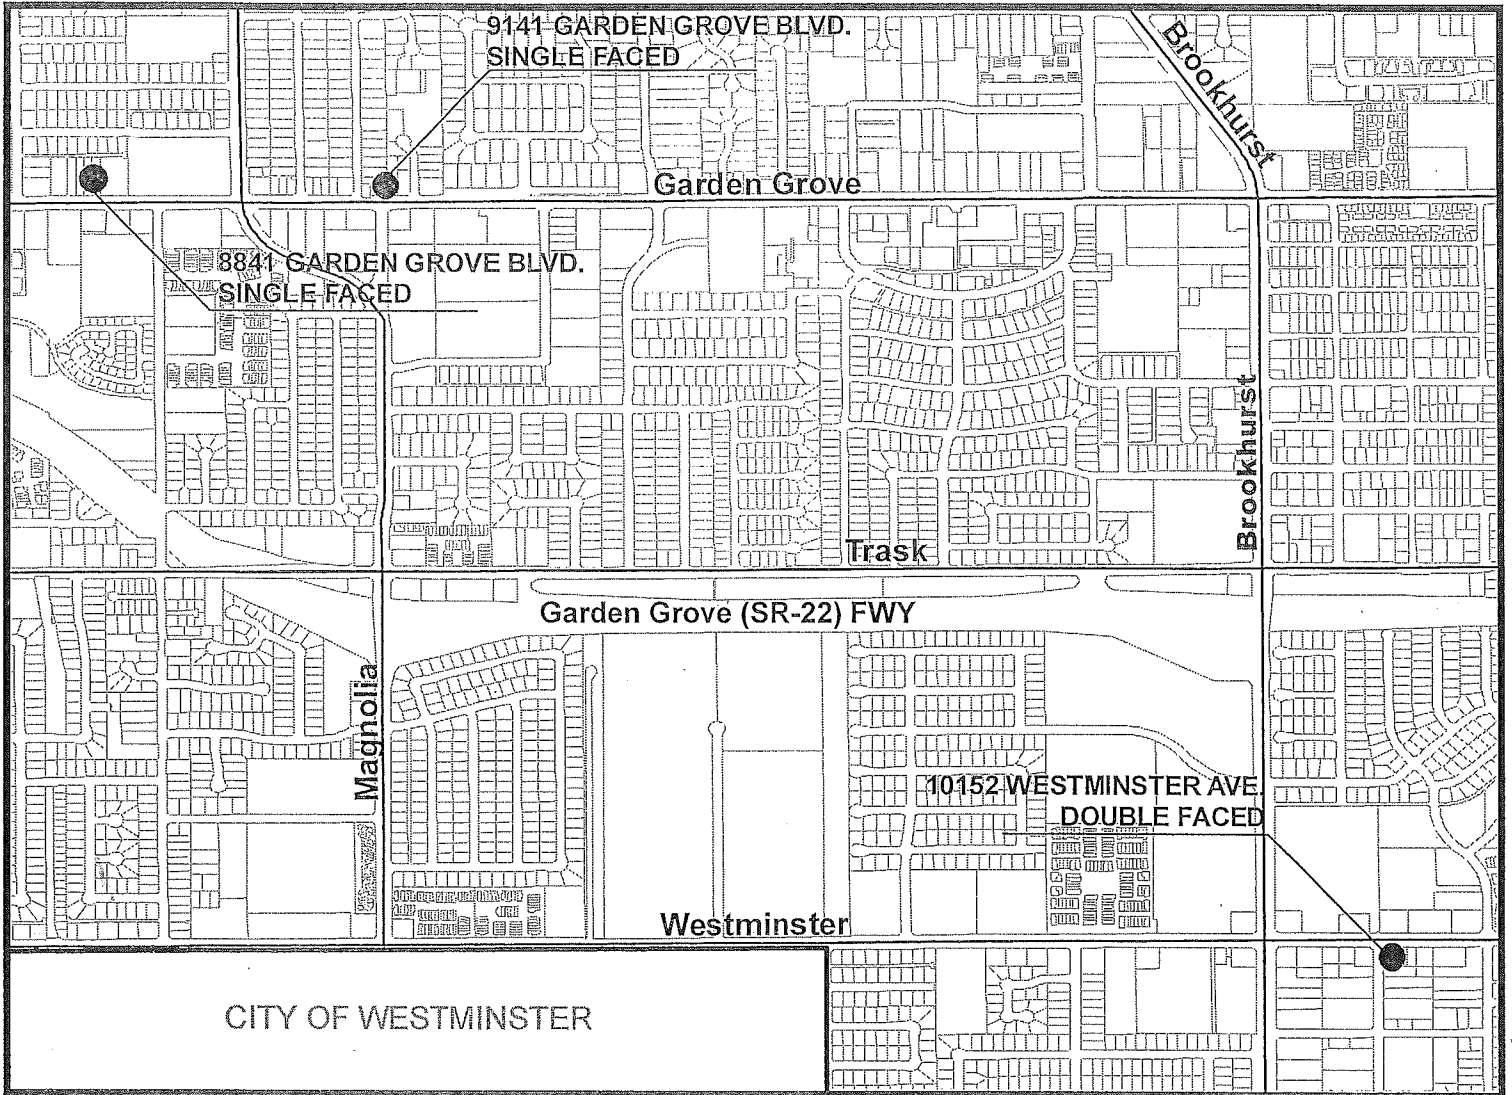 9141 GARDEN GROVE BLVD.
SINGLE FACED
Brookhurst
Garden Grove
8841 GARDEN GROVE BLVD.
SINGLE FACED
Brookhurst
Trask
Garden Grove (SR-22) FWY
Magnolia
10152 WESTMINSTER AVE.
DOUBLE FACED
Westminster
CITY OF WESTMINSTER